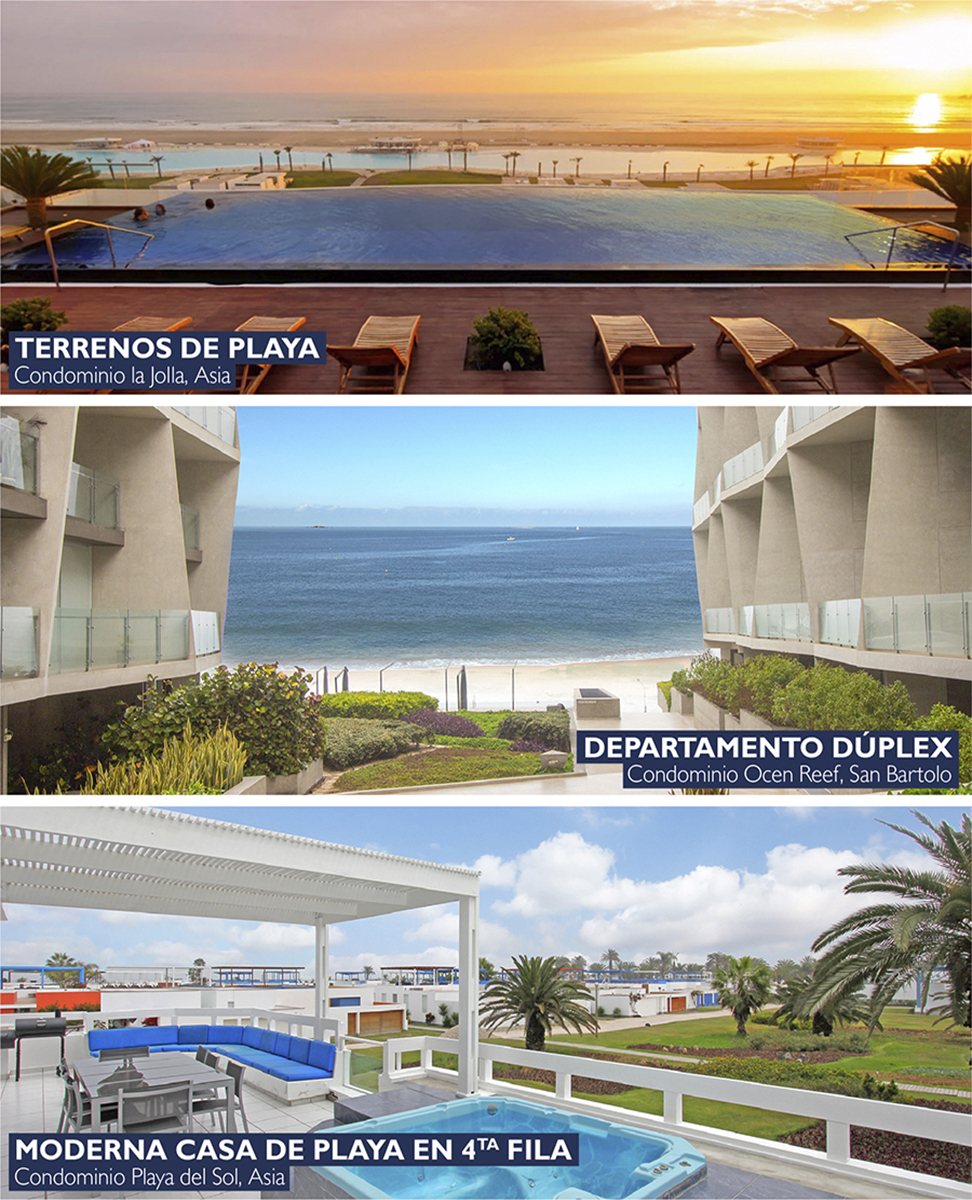 TERRENOS DE PLAYA
Condominio la Jolla, Asia
DEPARTAMENTO DÚPLEX
Condominio Ocen Reef, San Bartolo
MODERNA CASA DE PLAYA EN 4TA FILA
Condominio Playa del Sol, Asia